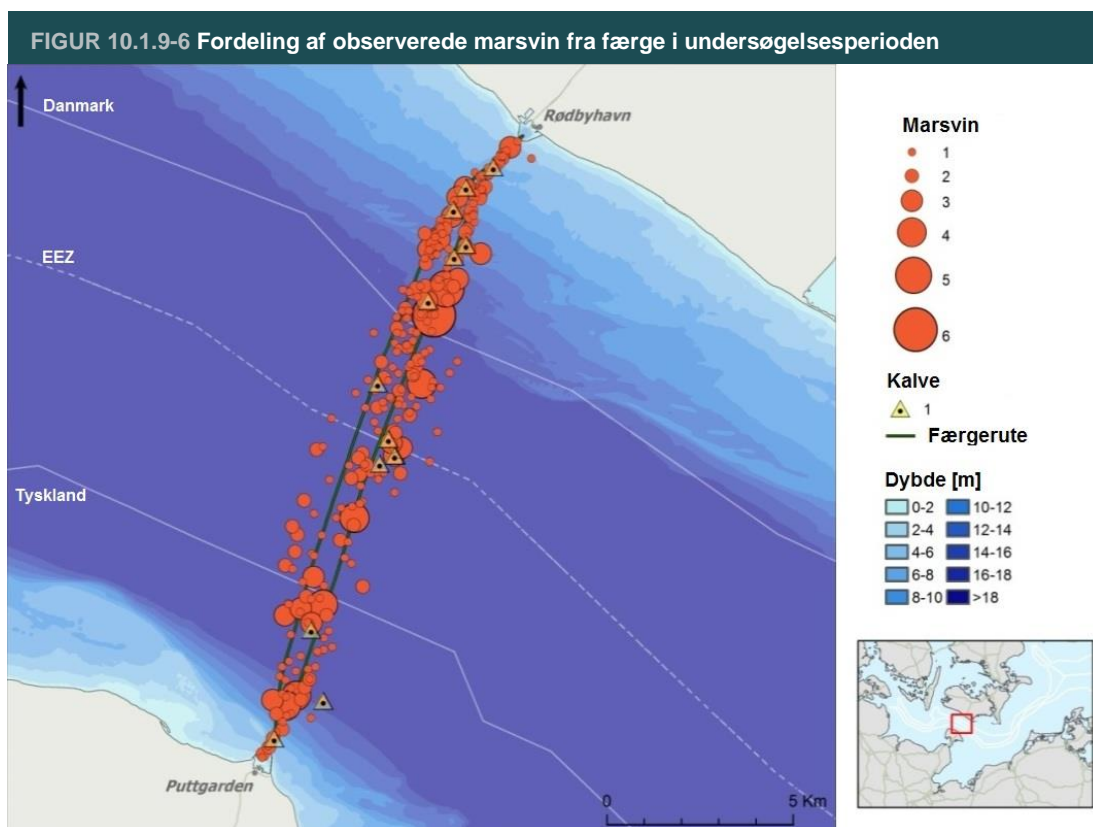 FIGUR 10.1.9-6 Fordeling af observerede marsvin fra færge i undersøgelsesperioden
Danmark
Rødbyhavn
EEZ
Tyskland
Puttgarden
0 5 Km
Marsvin
1
2
3
4
5
6
Kalve
1
Færgerute
Dybde [m]
0-2 10-12
2-4 12-14
4-6 14-16
6-8 16-18
8-10 >18